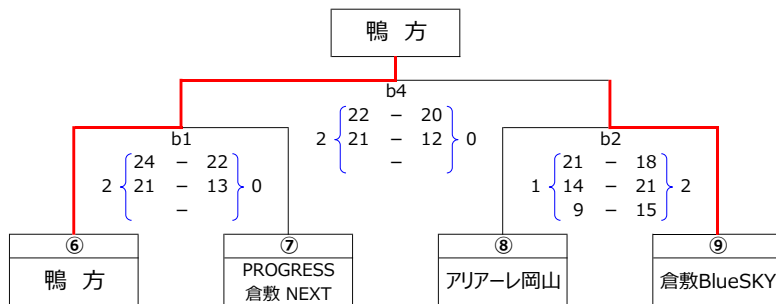 鴨 方
b4
22 － 20
2 21 － 12 0
－
b1
24 － 22
2 21 － 13 0
－
b2
21 － 18
1 14 － 21 2
9 － 15
⑥
鴨 方
⑦
PROGRESS
倉敷 NEXT
⑧
アリアーレ岡山
⑨
倉敷BlueSKY